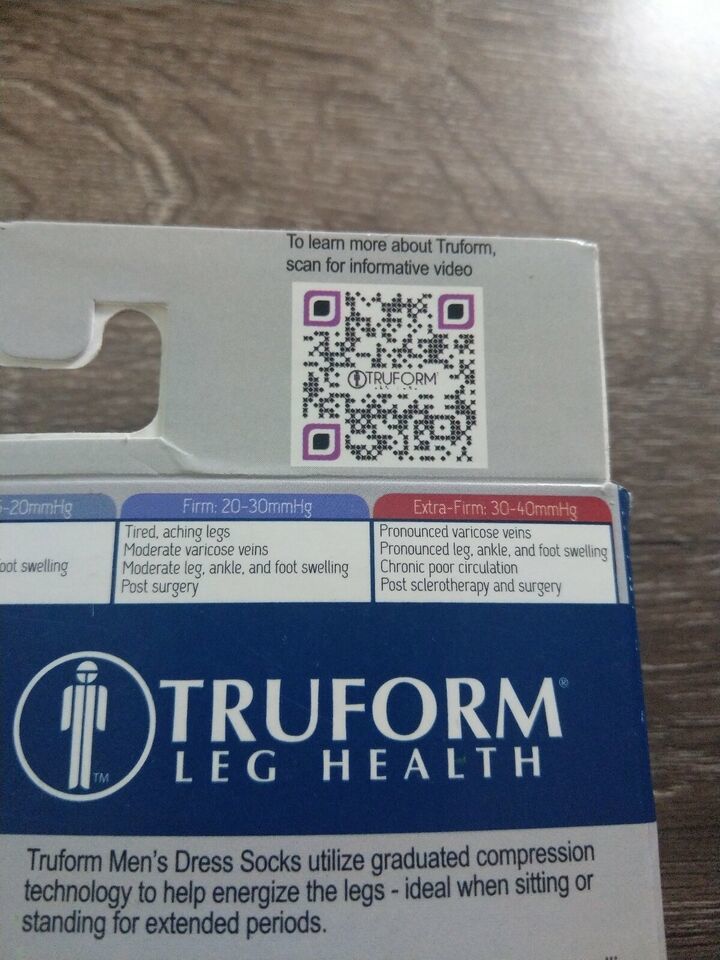 To learn more about Truform,
scan for informative video
TRUFORM
5-20mmHg
Firm: 20-30mmHg
Extra-Firm: 30-40mmHg
foot swelling
Tired, aching legs
Moderate varicose veins
Moderate leg, ankle, and foot swelling
Post surgery
Pronounced varicose veins
Pronounced leg, ankle, and foot swelling
Chronic poor circulation
Post sclerotherapy and surgery
TRUFORM®
LEG HEALTH
TM
Truform Men's Dress Socks utilize graduated compression
technology to help energize the legs - ideal when sitting or
standing for extended periods.